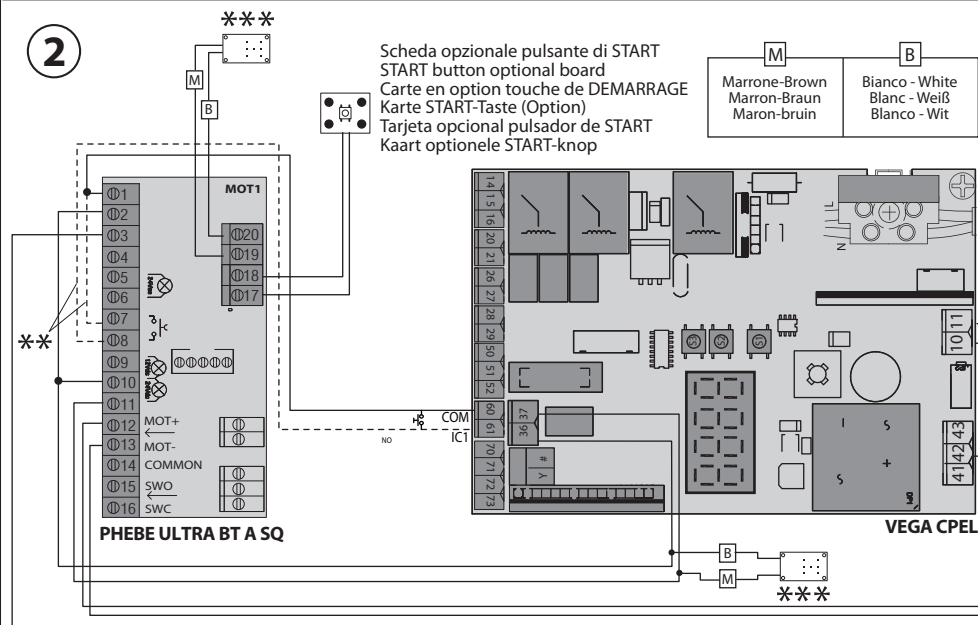 2
***
M
B
Scheda opzionale pulsante di START
START button optional board
Carte en option touche de DEMARRAGE
Karte START-Taste (Option)
Tarjeta opcional pulsador de START
Kaart optionele START-knop
M
B
Marrone-Brown
Marron-Braun
Maron-bruin
Bianco - White
Blanc - Weiß
Blanco - Wit
MOT1
1
2
3
4
5
6
7
8
9
10
11
12
13
14
15
16
20
19
18
17
**
MOT+
MOT-
COMMON
SWO
SWC
PHEBE ULTRA BT A SQ
NO
COM
IC1
14
15
16
20
21
26
27
28
29
50
51
52
60
61
70
71
72
73
37
36
#
Y
S3
S2
S1
L
N
11
10
43
42
41
I
S
S
+
VEGA CPEL
B
M
***